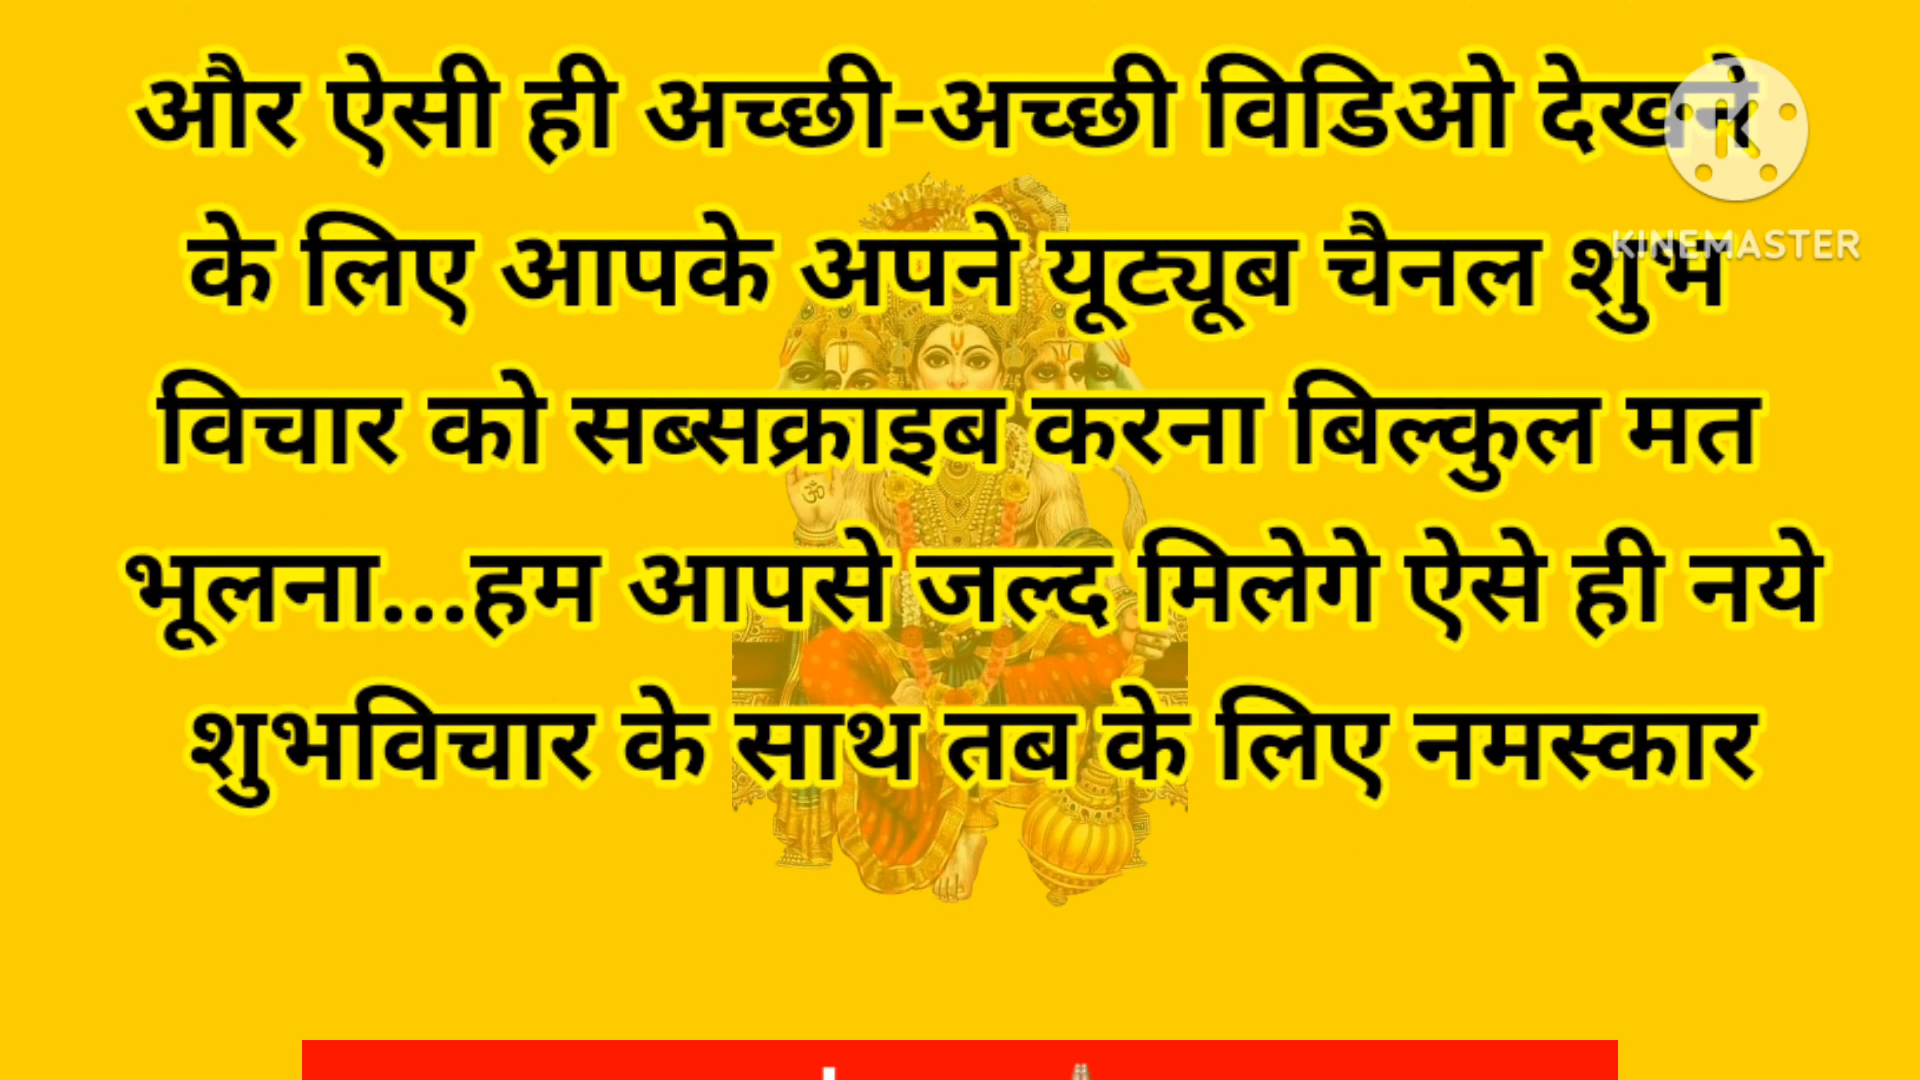 और ऐसी ही अच्छी-अच्छी विडिओ देखने
के लिए आपके अपने यूट्यूब चैनल शुभ
विचार को सब्सक्राइब करना बिल्कुल मत
भूलना...हम आपसे जल्द मिलेगे ऐसे ही नये
शुभविचार के साथ तब के लिए नमस्कार
KINEMASTER